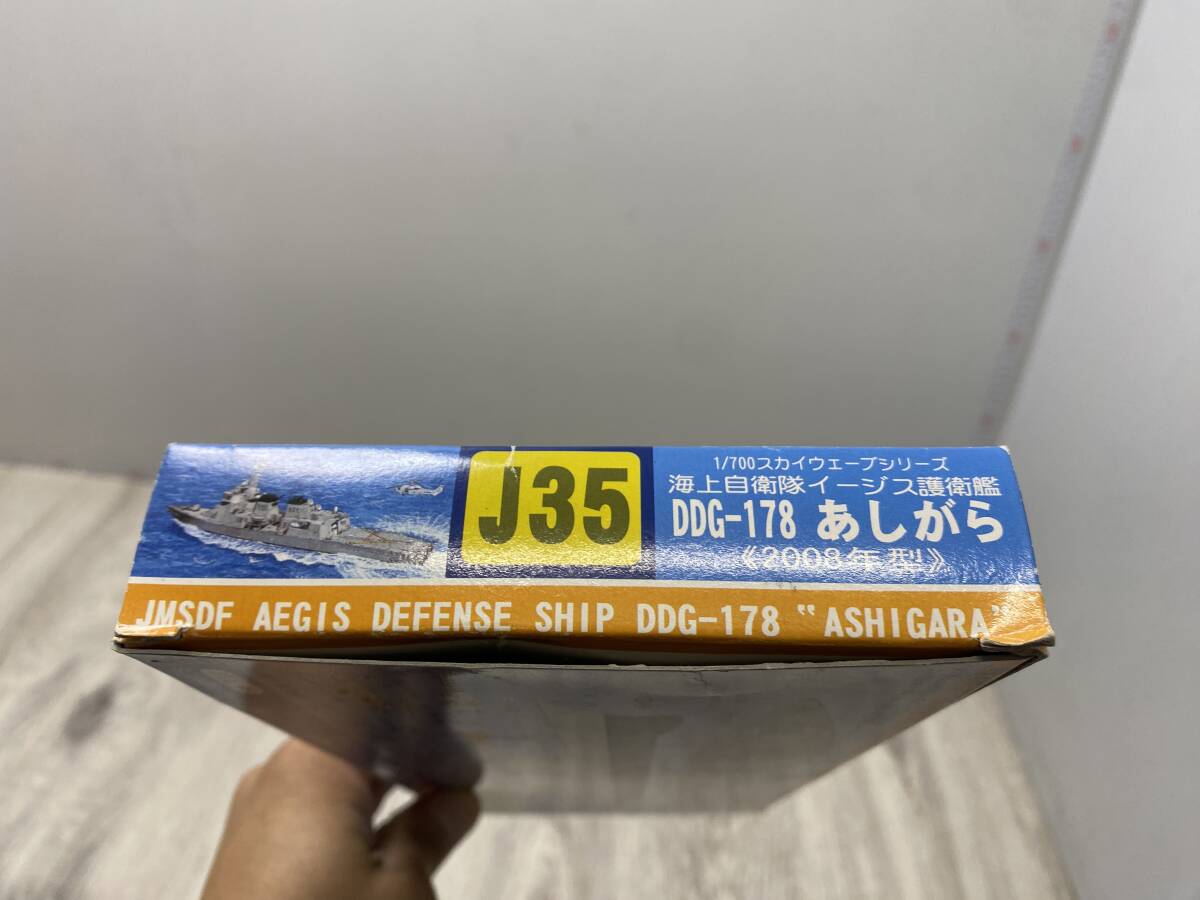 J35
1/700スカイウェーブシリーズ
海上自衛隊イージス護衛艦
DDG-178 あしがら
《2008年型》
JMSDF AEGIS DEFENSE SHIP DDG-178 “ASHIGARA”